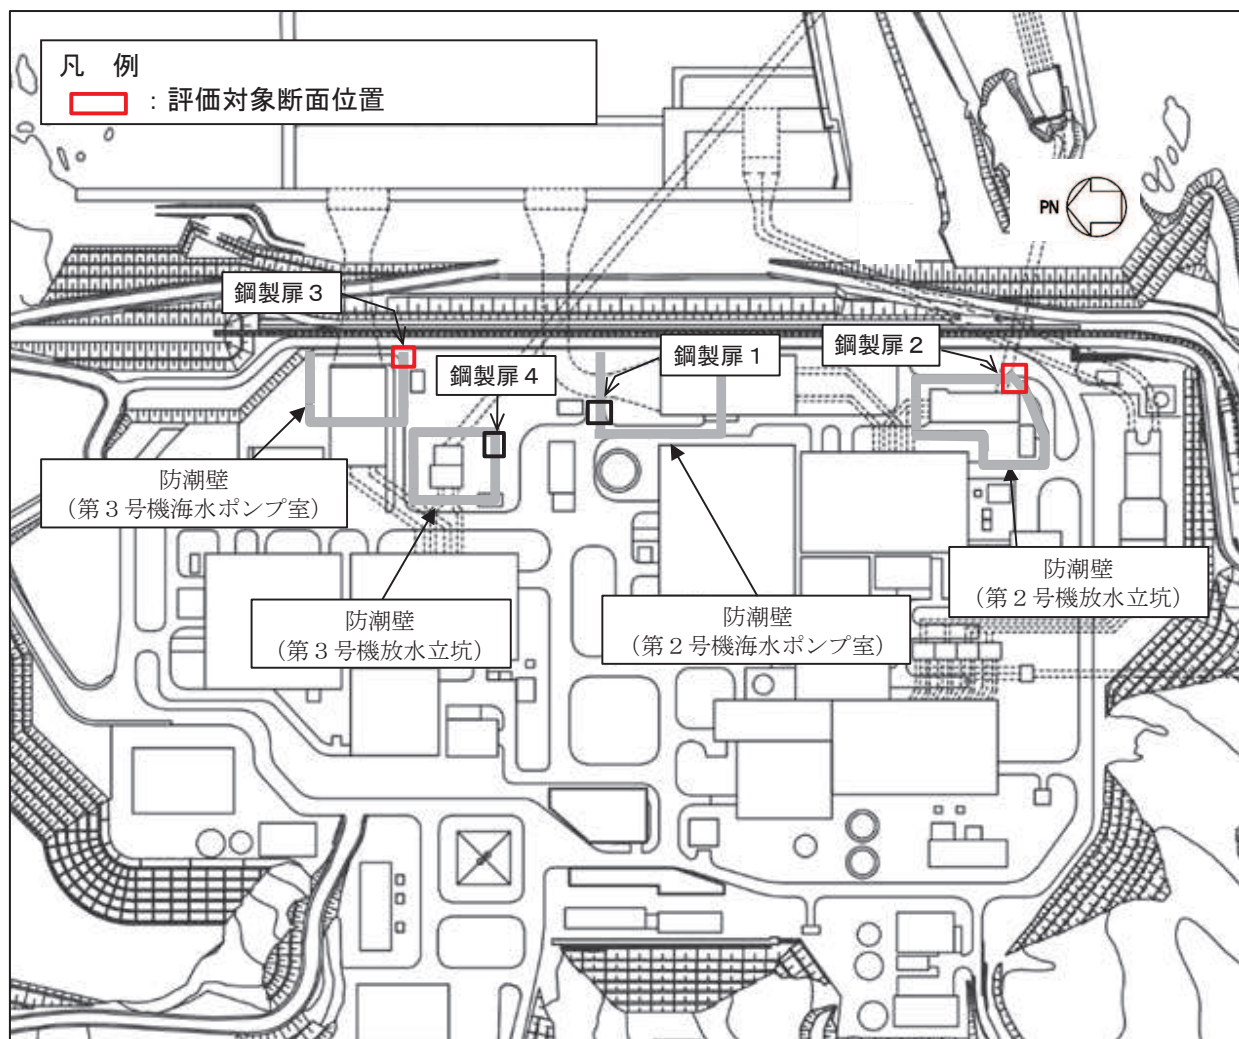 凡 例
：評価対象断面位置
PN
鋼製扉３
鋼製扉４
鋼製扉１
鋼製扉２
防潮壁
（第３号機海水ポンプ室）
防潮壁
（第３号機放水立坑）
防潮壁
（第２号機海水ポンプ室）
防潮壁
（第２号機放水立坑）